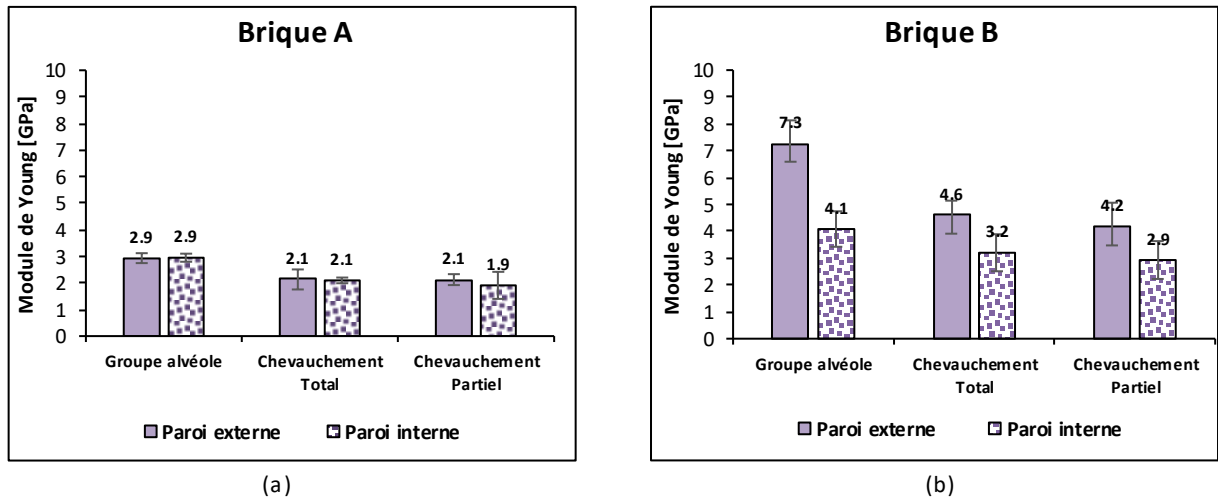 Brique A
Module de Young [GPa]
10
9
8
7
6
5
4
3
2
1
0
2.9 2.9
2.1 2.1
2.1 1.9
Groupe alvéole
Chevauchement
Total
Chevauchement
Partiel
Paroi externe Paroi interne
(a)
Brique B
Module de Young [GPa]
10
9
8
7
6
5
4
3
2
1
0
7.3 4.1
4.6 3.2
4.2 2.9
Groupe alvéole
Chevauchement
Total
Chevauchement
Partiel
Paroi externe Paroi interne
(b)